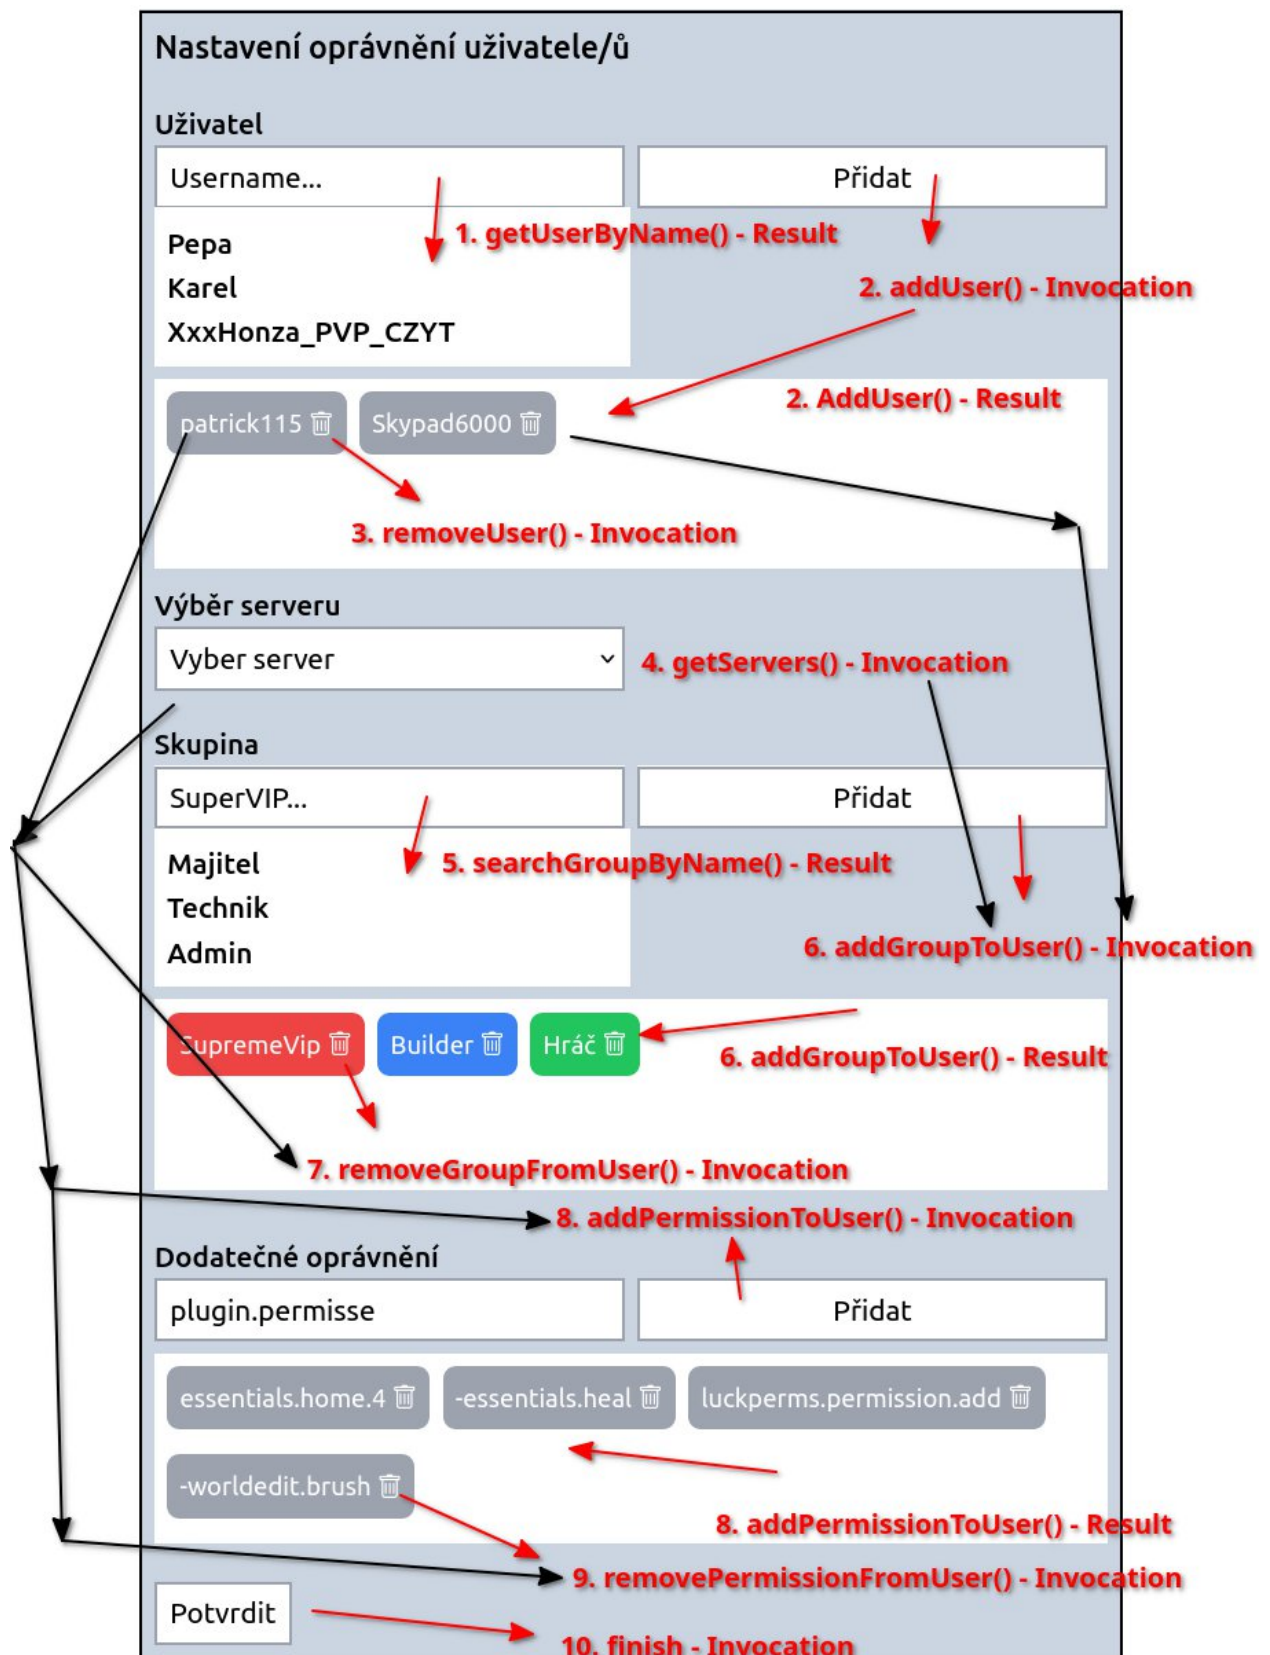 Nastavení oprávnění uživatele/ů
Uživatel
Username...
Přidat
Pepa
1. getUserByName() - Result
Karel
2. addUser() - Invocation
XxxHonza_PVP_CZYT
2. AddUser() - Result
patrick115
Skypad6000
3. removeUser() - Invocation
Výběr serveru
Vyber server
4. getServers() - Invocation
Skupina
SuperVIP...
Přidat
Majitel
5. searchGroupByName() - Result
Technik
Admin
6. addGroupToUser() - Invocation
SupremeVip
Builder
Hráč
6. addGroupToUser() - Result
7. removeGroupFromUser() - Invocation
8. addPermissionToUser() - Invocation
Dodatečné oprávnění
plugin.permisse
Přidat
essentials.home.4
-essentials.heal
luckperms.permission.add
-worldedit.brush
8. addPermissionToUser() - Result
9. removePermissionFromUser() - Invocation
Potvrdit
10. finish - Invocation